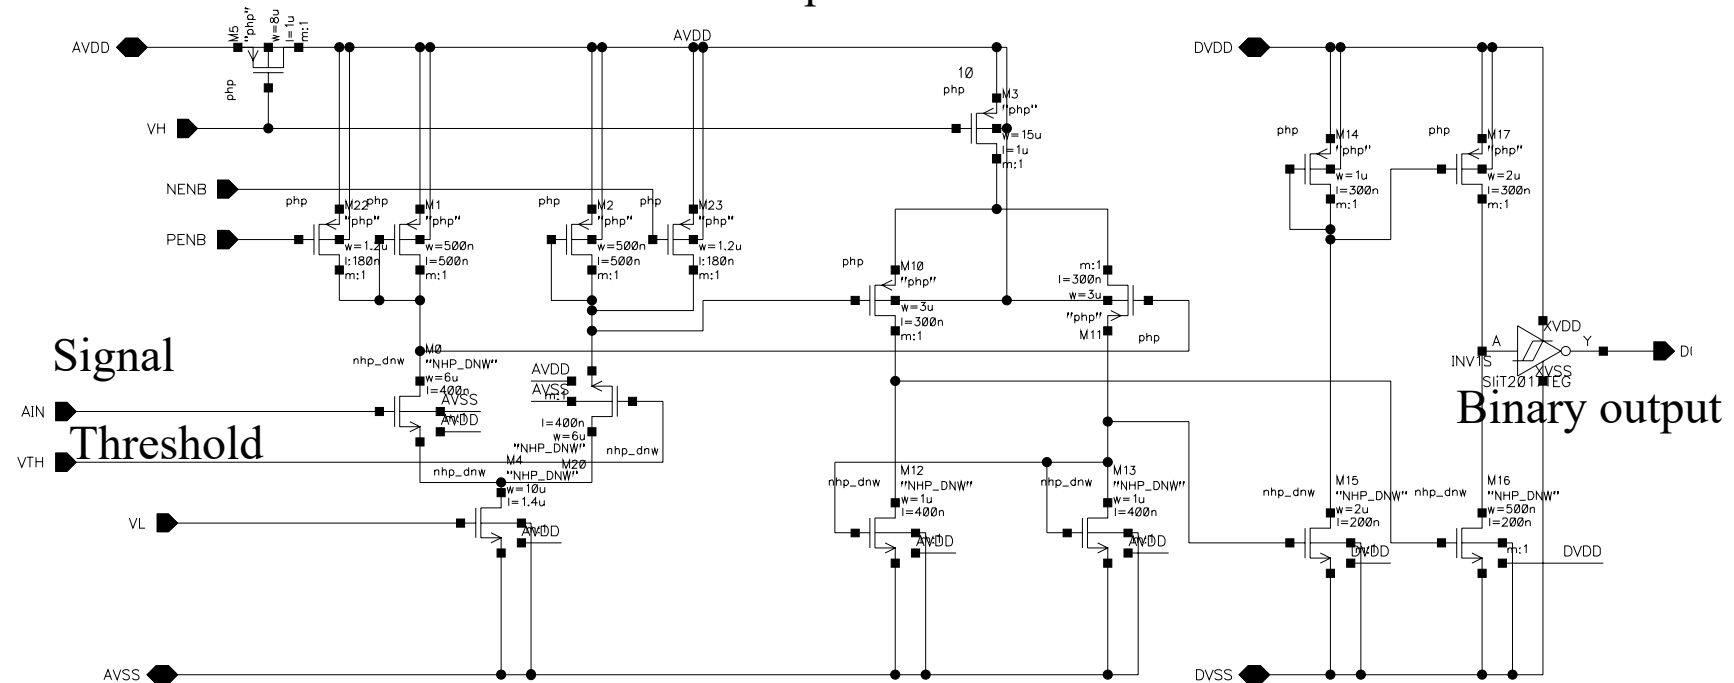 AVDD
M5
"php"
w=8u
l=1u
m:1
php
AVDD
DVDD
10
php
M3
"php"
w=15u
l=1u
m:1
VH
NENB
PENB
php
M22
"php"
w=1.2u
l:180n
m:1
php
M1
"php"
w=500n
l=500n
m:1
php
M2
"php"
w=500n
l=500n
m:1
php
M23
"php"
w=1.2u
l:180n
m:1
php
M14
"php"
w=1u
l=300n
m:1
php
M17
"php"
w=2u
l=300n
m:1
php
M10
"php"
w=3u
l=300n
m:1
m:1
l=300n
w=3u
"php"
M11
php
Signal
nhp_dnw
M0
"NHP_DNW"
w=6u
l=400n
AVSS
AVDD
AIN
AVDD
AVSS
m:1
l=400n
w=6u
"NHP_DNW"
M20
nhp_dnw
Threshold
VTH
nhp_dnw
M4
"NHP_DNW"
w=10u
l=1.4u
AVDD
VL
XVDD
A
Y
INV1S
XVSS
SliT2017TEG
Binary output
nhp_dnw
M12
"NHP_DNW"
w=1u
l=400n
AVDD
nhp_dnw
M13
"NHP_DNW"
w=1u
l=400n
AVDD
nhp_dnw
M15
"NHP_DNW"
w=2u
l=200n
m:1
DVDD
nhp_dnw
M16
"NHP_DNW"
w=500n
l=200n
m:1
DVDD
AVSS
DVSS